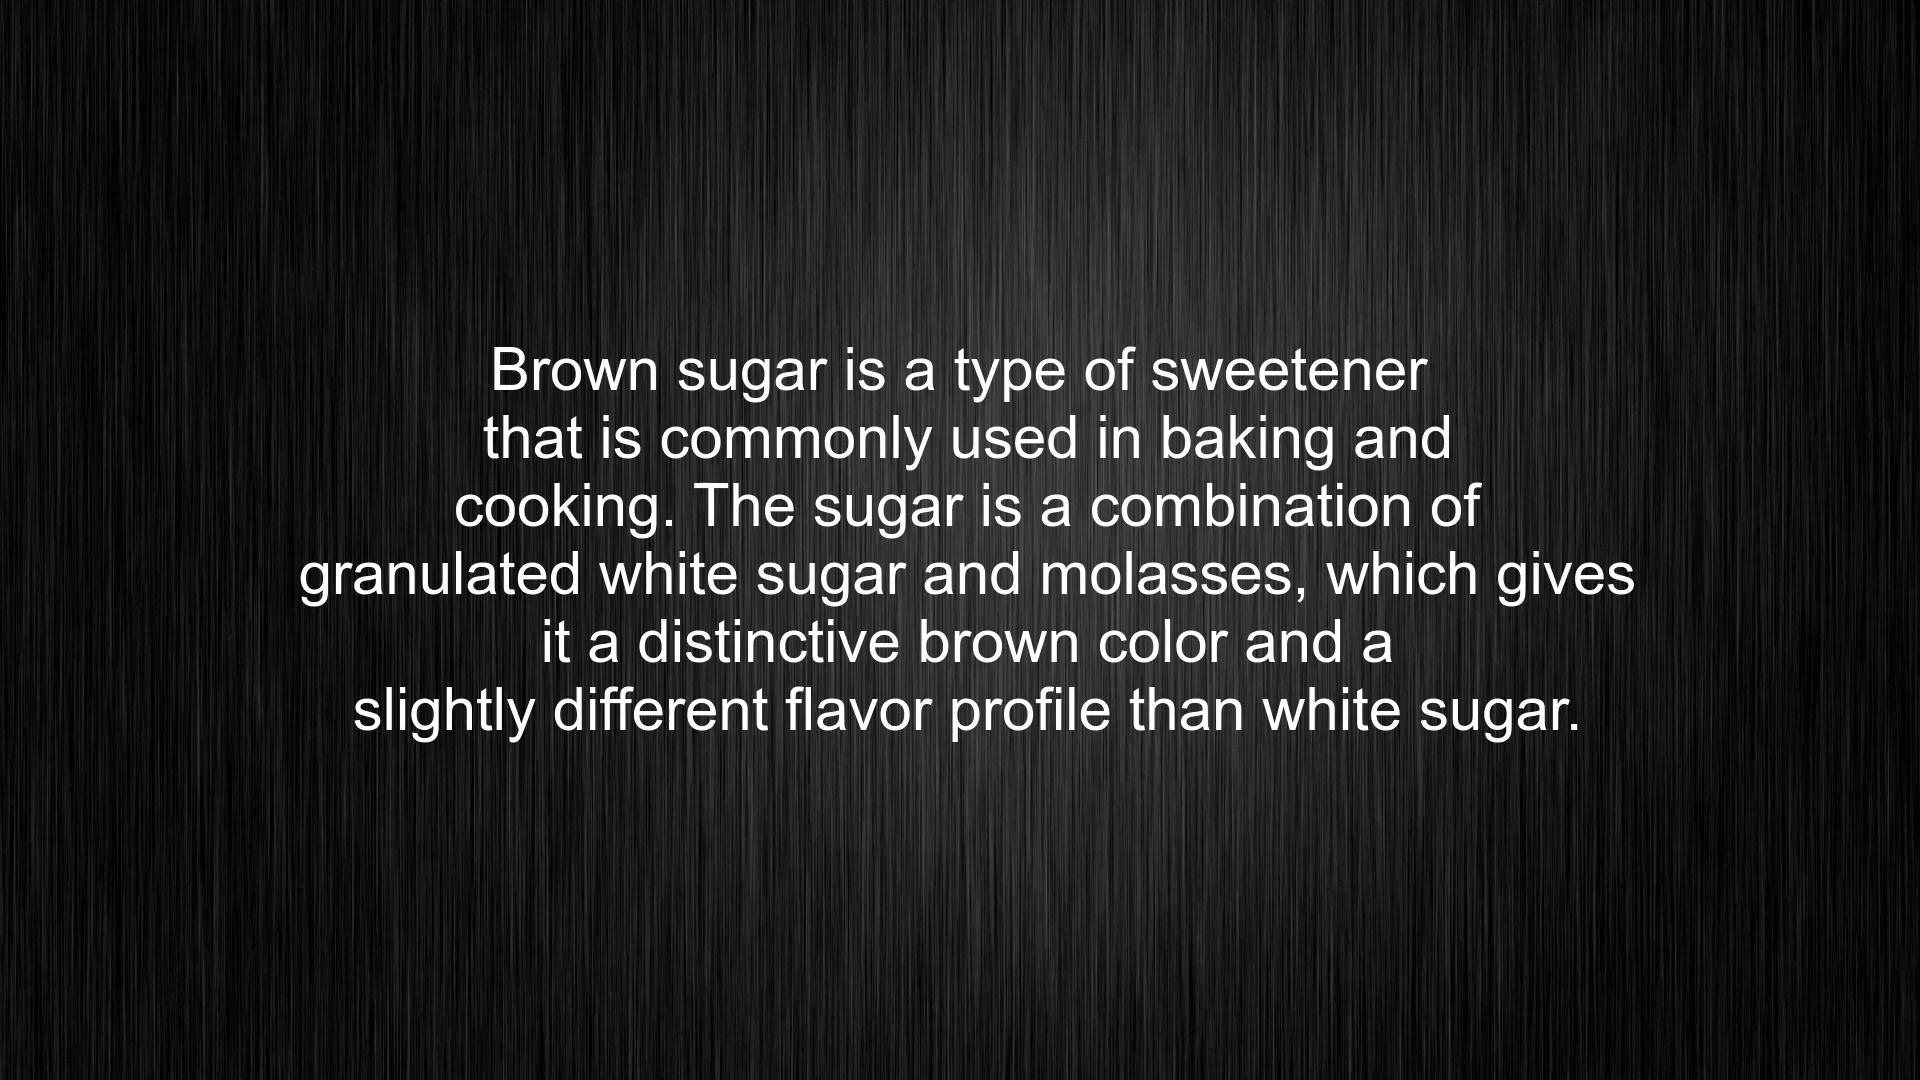 Brown sugar is a type of sweetener
that is commonly used in baking and
cooking. The sugar is a combination of
granulated white sugar and molasses, which gives
it a distinctive brown color and a
slightly different flavor profile than white sugar.